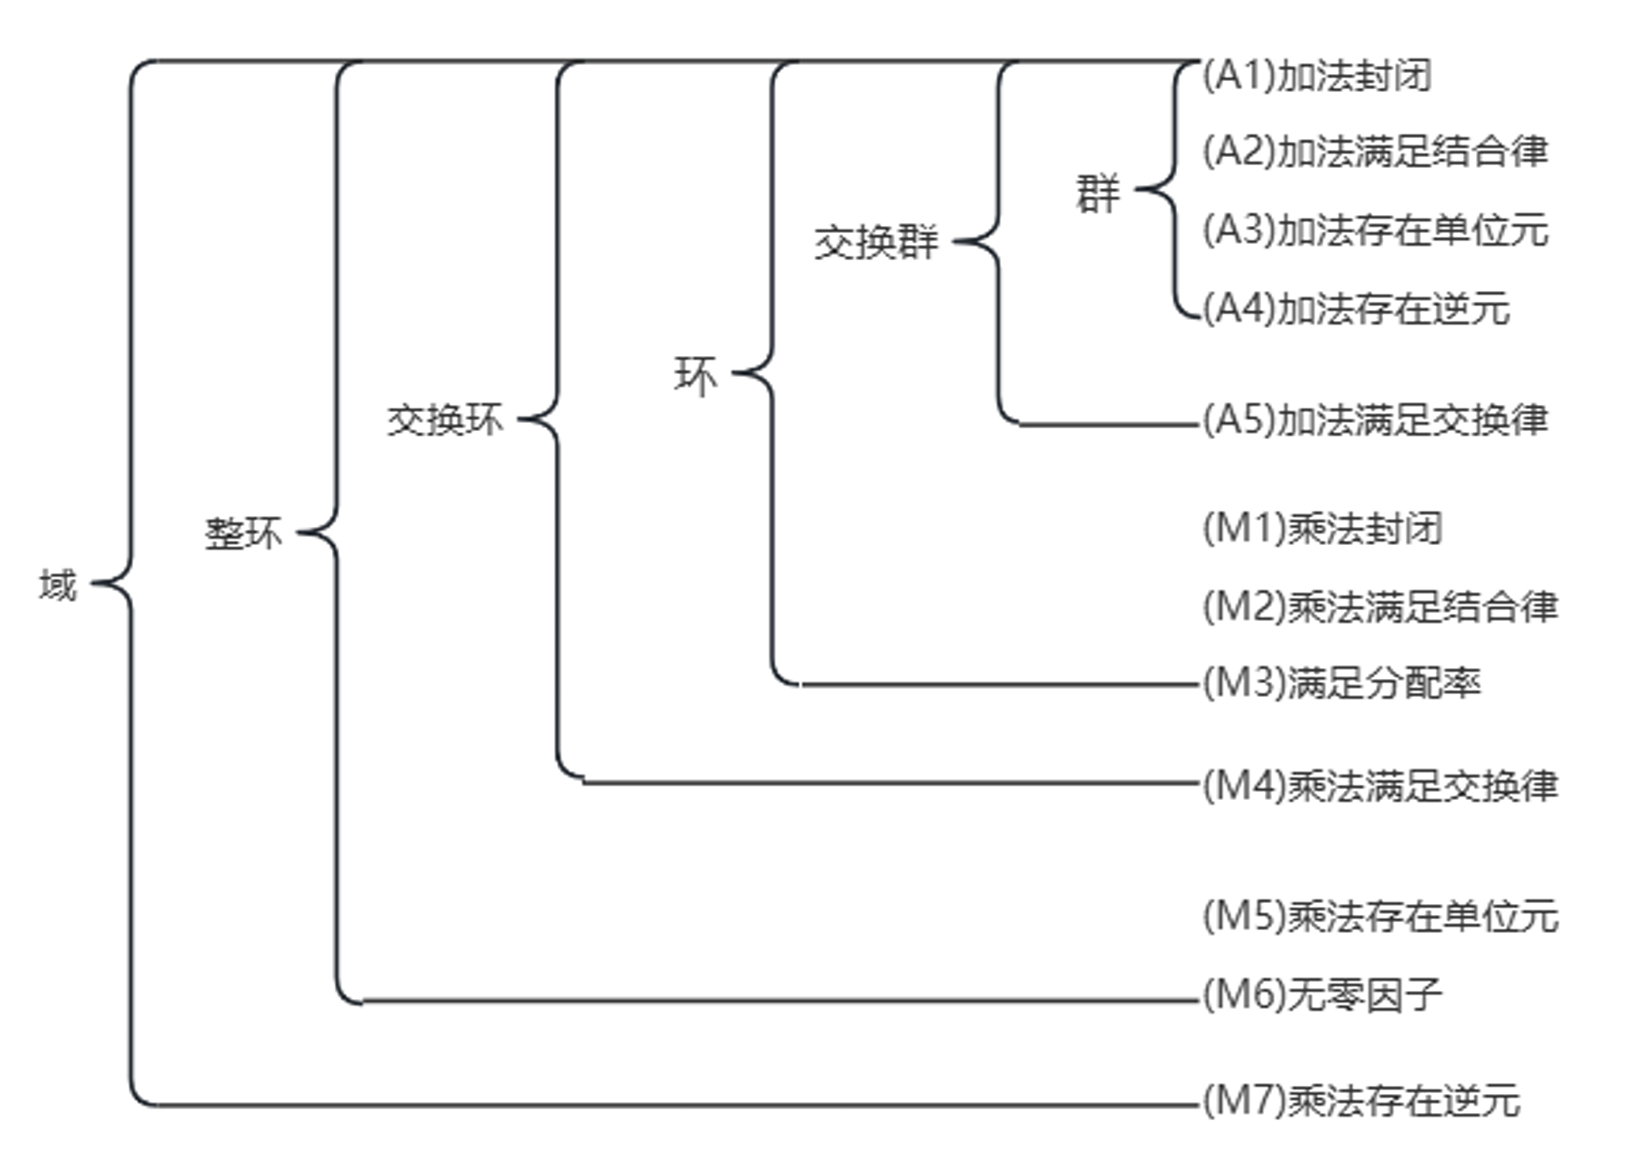 (A1)加法封闭
(A2)加法满足结合律
群
(A3)加法存在单位元
交换群
(A4)加法存在逆元
环
(A5)加法满足交换律
交换环
(M1)乘法封闭
整环
域
(M2)乘法满足结合律
(M3)满足分配率
(M4)乘法满足交换律
(M5)乘法存在单位元
(M6)无零因子
(M7)乘法存在逆元